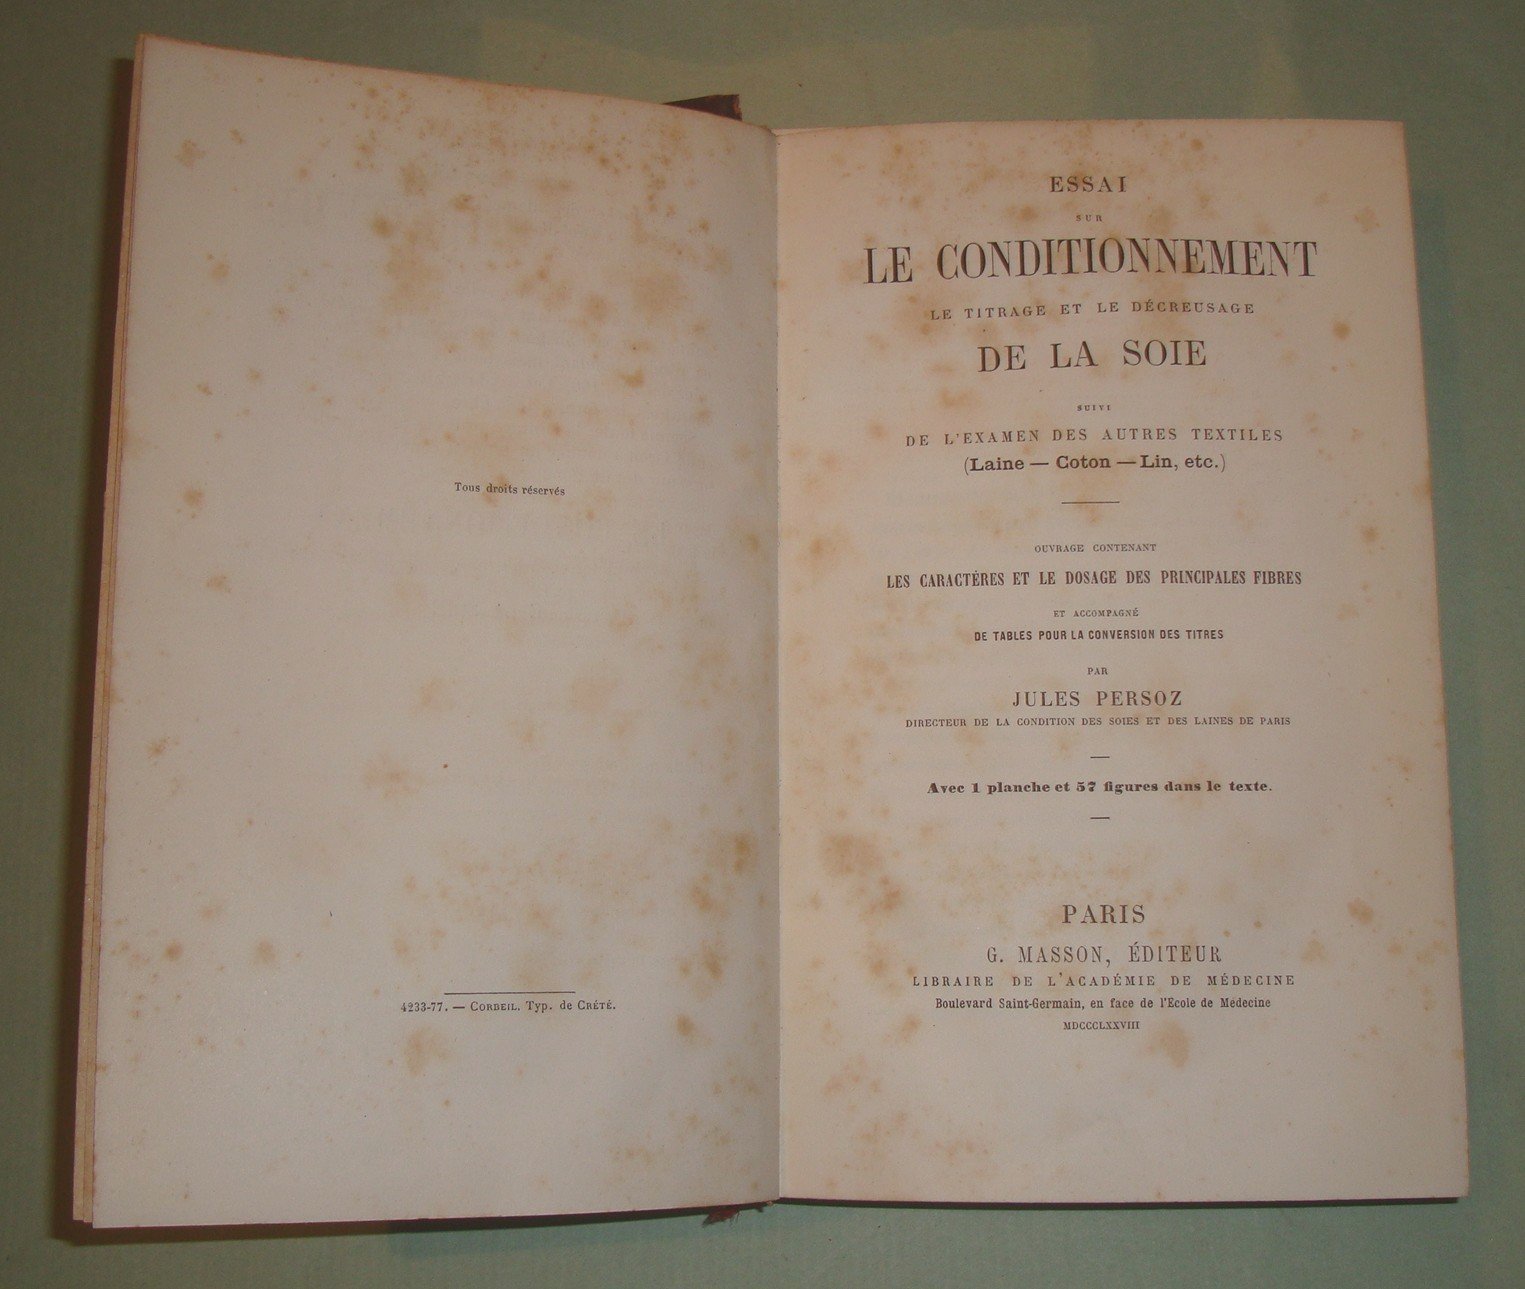 Tous droits réservés
4233-77. — CORBEIL. Typ. de CRÉTÉ.
ESSAI
SUR
LE CONDITIONNEMENT
LE TITRAGE ET LE DÉCREUSAGE
DE LA SOIE
SUIVI
DE L'EXAMEN DES AUTRES TEXTILES
(Laine — Coton — Lin, etc.)
OUVRAGE CONTENANT
LES CARACTÈRES ET LE DOSAGE DES PRINCIPALES FIBRES
ET ACCOMPAGNÉ
DE TABLES POUR LA CONVERSION DES TITRES
PAR
JULES PERSOZ
DIRECTEUR DE LA CONDITION DES SOIES ET DES LAINES DE PARIS
Avec 1 planche et 57 figures dans le texte.
PARIS
G. MASSON, ÉDITEUR
LIBRAIRE DE L'ACADÉMIE DE MÉDECINE
Boulevard Saint-Germain, en face de l'École de Médecine
MDCCCLXXVIII